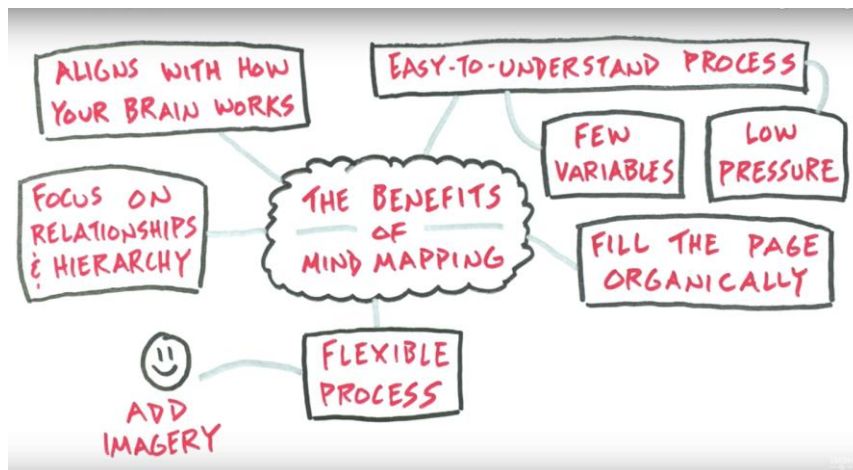 ALIGNS WITH HOW
YOUR BRAIN WORKS
EASY-TO-UNDERSTAND PROCESS
FEW
VARIABLES
LOW
PRESSURE
FOCUS ON
RELATIONSHIPS
& HIERARCHY
THE BENEFITS
OF
MIND MAPPING
FILL THE PAGE
ORGANICALLY
FLEXIBLE
PROCESS
ADD
IMAGERY